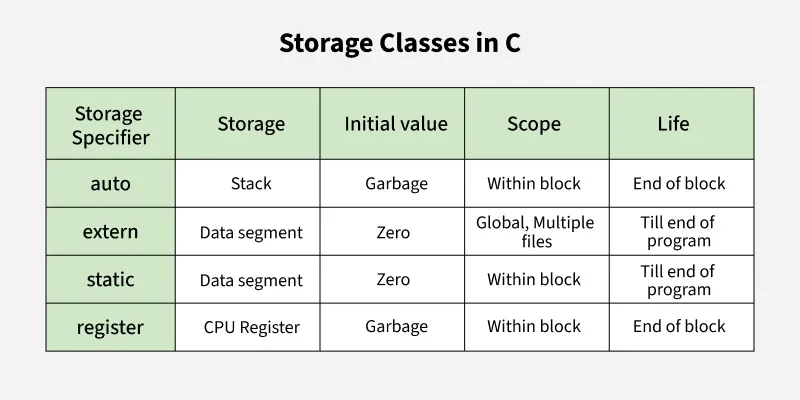 Storage Classes in C
Storage
Specifier
Storage
Initial value
Scope
Life
auto
Stack
Garbage
Within block
End of block
extern
Data segment
Zero
Global, Multiple
files
Till end of
program
static
Data segment
Zero
Within block
Till end of
program
register
CPU Register
Garbage
Within block
End of block